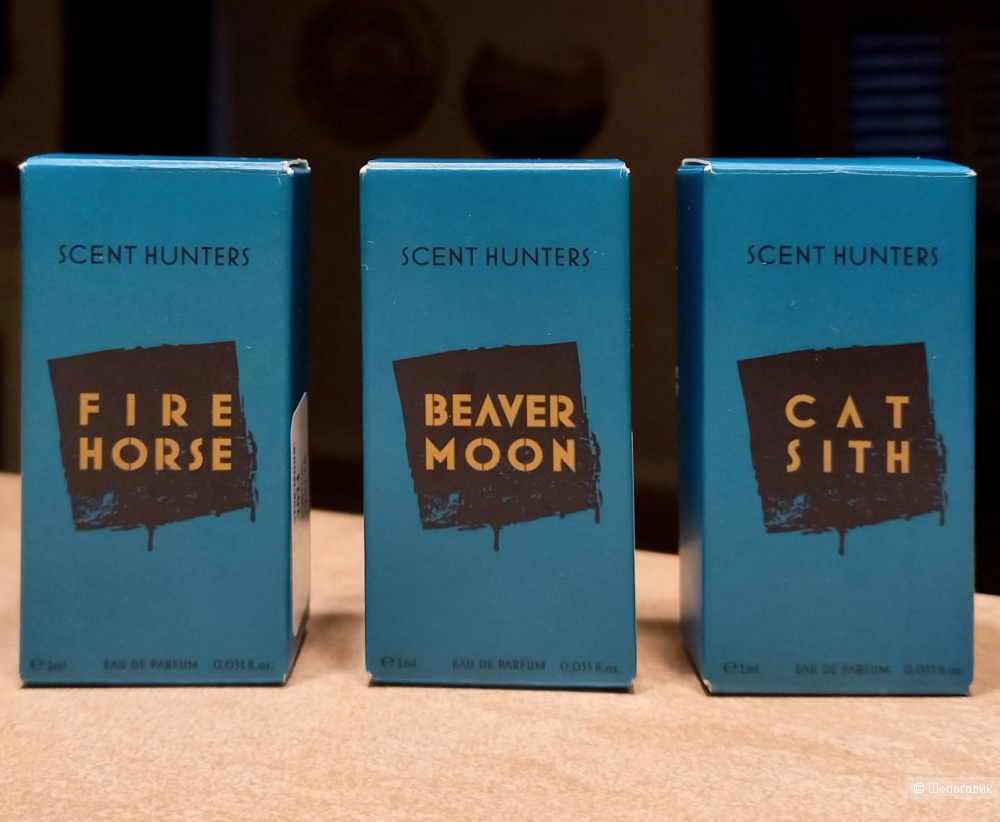 SCENT HUNTERS
FIRE
HORSE
℮ 1ml EAU DE PARFUM 0,033 fl.oz.
SCENT HUNTERS
BEAVER
MOON
℮ 1ml EAU DE PARFUM 0,033 fl.oz.
SCENT HUNTERS
CAT
SITH
℮ 1ml EAU DE PARFUM 0,033 fl.oz.
© Шопоголик